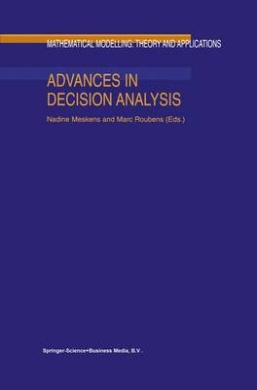 MATHEMATICAL MODELLING: THEORY AND APPLICATIONS
ADVANCES IN
DECISION ANALYSIS
Nadine Meskens and Marc Roubens (Eds.)
Springer-Science+Business Media, B.V.